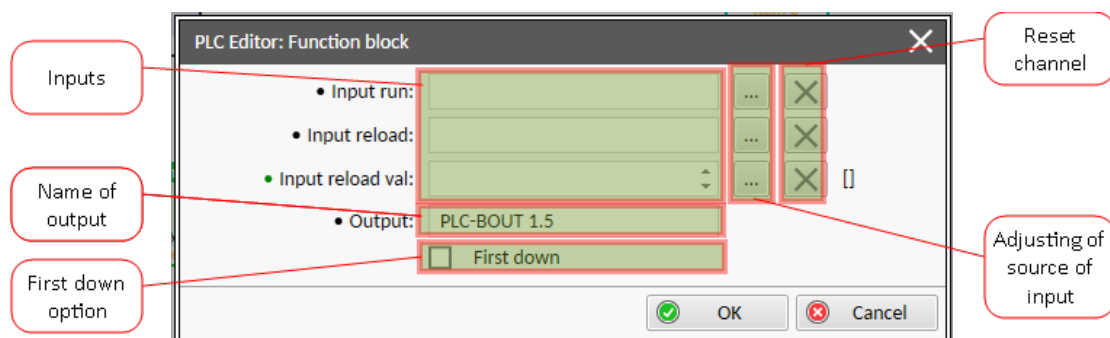 PLC Editor: Function block
Reset
channel
Inputs
• Input run:
...
• Input reload:
...
• Input reload val:
...
[]
Name of
output
• Output:
PLC-BOUT 1.5
First down
First down
option
Adjusting of
source of
input
OK
Cancel